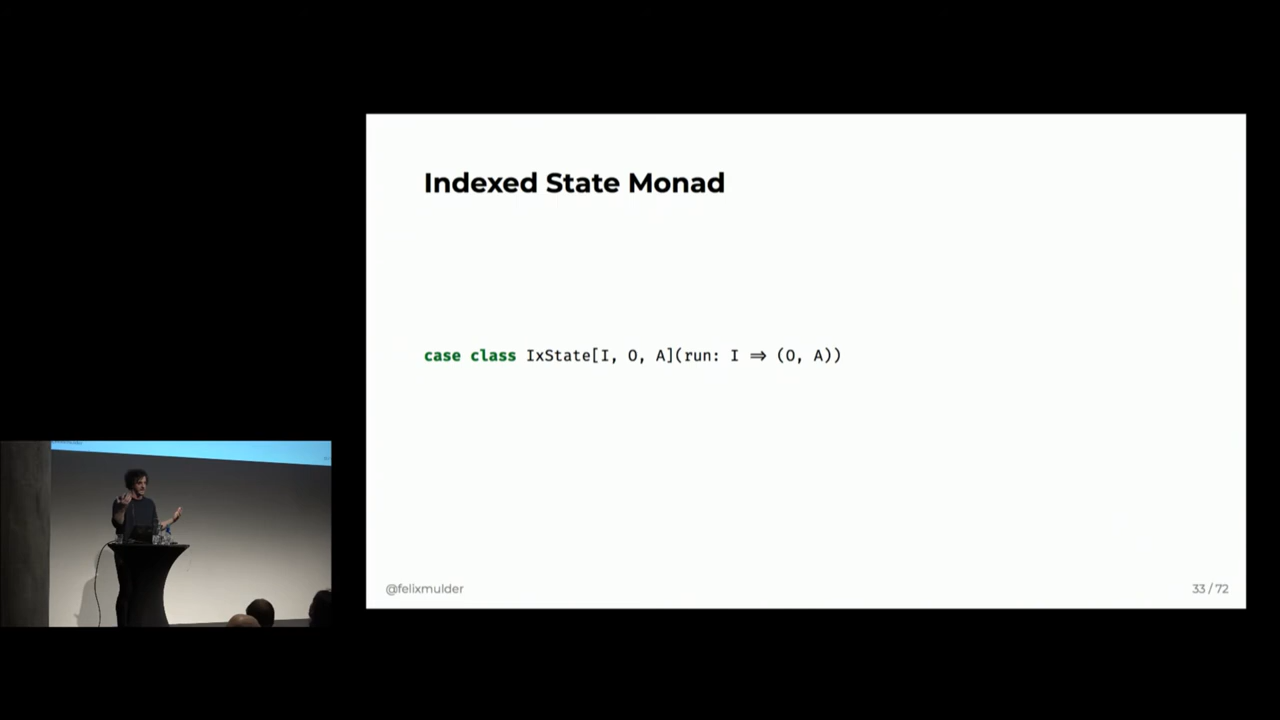 Indexed State Monad
case class IxState[I, O, A](run: I ⇒ (O, A))
@felixmulder
33 / 72